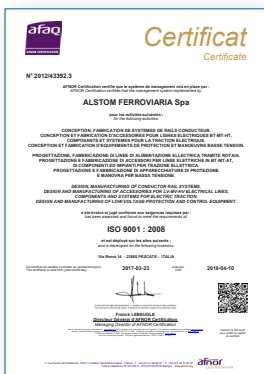 afaq
ISO 9001
Qualité
AFNOR CERTIFICATION
Certificat
Certificate
N° 2012/43392.3
AFNOR Certification certifie que le système de management mis en place par :
AFNOR Certification certifies that the management system implemented by:
ALSTOM FERROVIARIA Spa
pour les activités suivantes :
for the following activities:
CONCEPTION, FABRICATION DE SYSTEMES DE RAILS CONDUCTEUR.
CONCEPTION ET FABRICATION D'ACCESSOIRES POUR LIGNES ELECTRIQUES BT-MT-HT,
COMPOSANTS ET SYSTEMES POUR LA TRACTION ELECTRIQUE.
CONCEPTION ET FABRICATION D'EQUIPEMENTS DE PROTECTION ET MANOEUVRE BASSE TENSION.
PROGETTAZIONE, FABBRICAZIONE DI LINEE DI ALIMENTAZIONE ELETTRICA TRAMITE ROTAIA.
PROGETTAZIONE E FABBRICAZIONE DI ACCESSORI PER LINEE ELETTRICHE IN BT-MT-AT,
DI COMPONENTI ED IMPIANTI PER TRAZIONE ELETTRICA.
PROGETTAZIONE E FABBRICAZIONE DI APPARECCHIATURE DI PROTEZIONE
E MANOVRA PER BASSE TENSIONE.
DESIGN, MANUFACTURING OF CONDUCTOR RAIL SYSTEMS.
DESIGN AND MANUFACTURING OF ACCESSORIES FOR LV-MV-HV ELECTRICAL LINES,
COMPONENTS AND SYSTEMS FOR ELECTRIC TRACTION.
DESIGN AND MANUFACTURING OF LOW VOLTAGE PROTECTION AND CONTROL EQUIPMENT.
a été évalué et jugé conforme aux exigences requises par :
has been assessed and found to meet the requirements of:
ISO 9001 : 2008
et est déployé sur les sites suivants :
and is developed on the following locations:
Via Roma 14 - 23855 PESCATE - ITALIA
2017-03-23
2018-04-10
Franck LEBEUGLE
Directeur Général d'AFNOR Certification
Managing Director of AFNOR Certification
afnor
CERTIFICATION